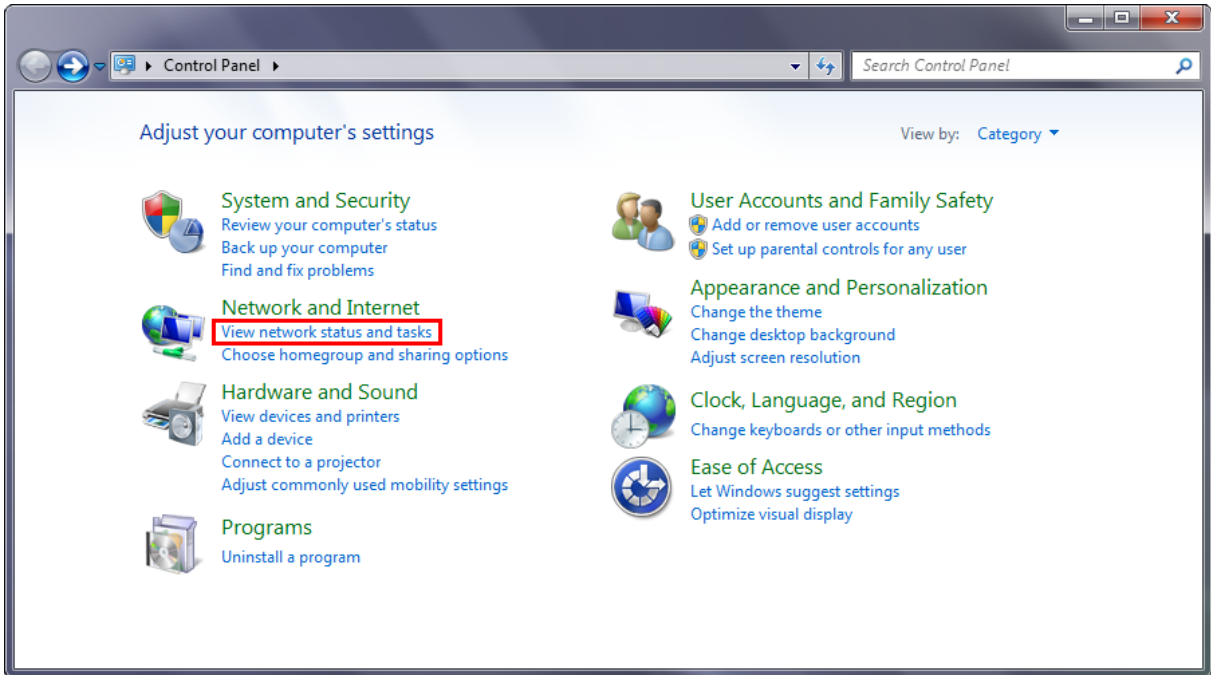 Control Panel
Search Control Panel
Adjust your computer's settings
View by: Category
System and Security
Review your computer's status
Back up your computer
Find and fix problems
Network and Internet
View network status and tasks
Choose homegroup and sharing options
Hardware and Sound
View devices and printers
Add a device
Connect to a projector
Adjust commonly used mobility settings
Programs
Uninstall a program
User Accounts and Family Safety
Add or remove user accounts
Set up parental controls for any user
Appearance and Personalization
Change the theme
Change desktop background
Adjust screen resolution
Clock, Language, and Region
Change keyboards or other input methods
Ease of Access
Let Windows suggest settings
Optimize visual display